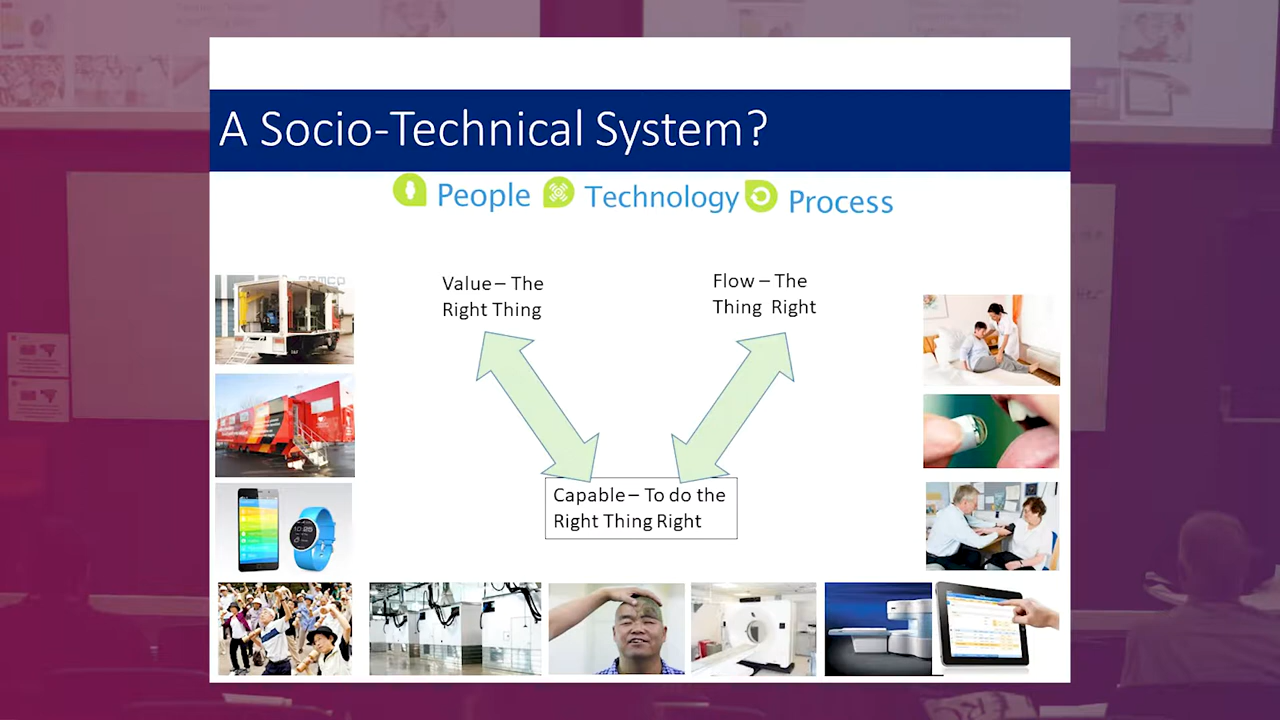 A Socio-Technical System?
People Technology Process
Value – The
Right Thing
Flow – The
Thing Right
Capable – To do the
Right Thing Right